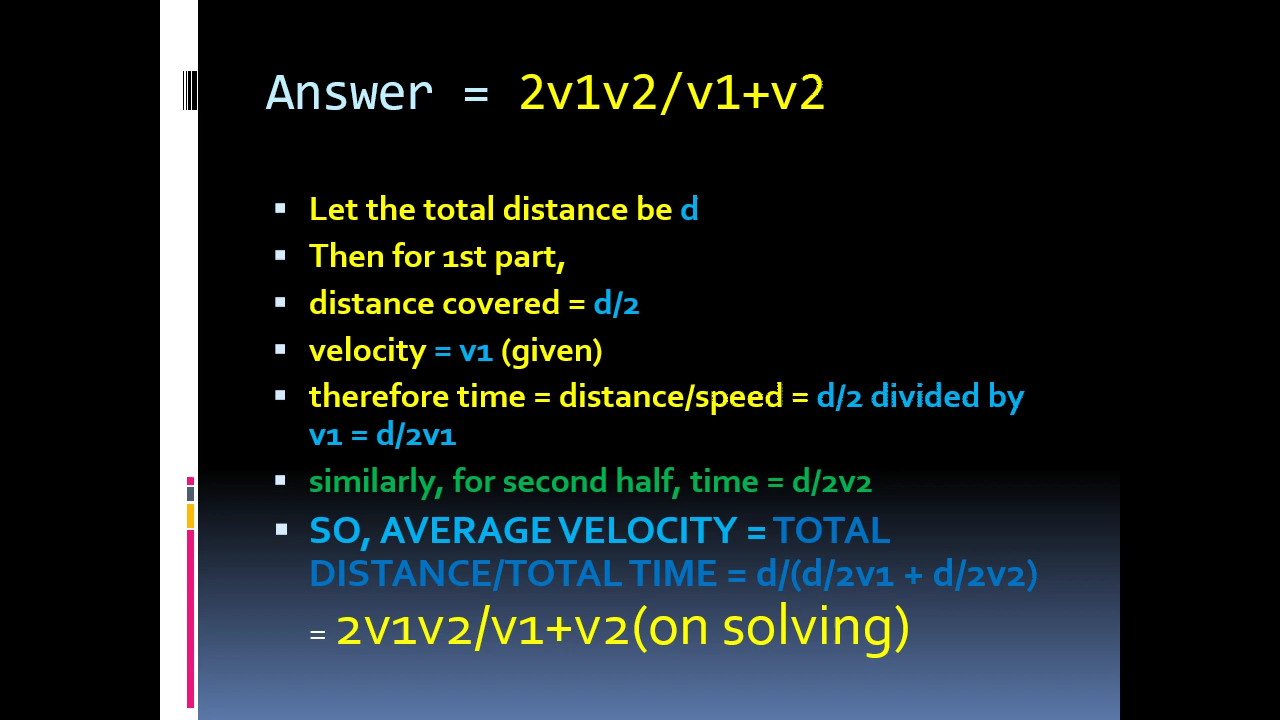 Answer = 2v1v2/v1+v2
Let the total distance be d
Then for 1st part,
distance covered = d/2
velocity = v1 (given)
therefore time = distance/speed = d/2 divided by
v1 = d/2v1
similarly, for second half, time = d/2v2
SO, AVERAGE VELOCITY = TOTAL
DISTANCE/TOTAL TIME = d/(d/2v1 + d/2v2)
= 2v1v2/v1+v2(on solving)